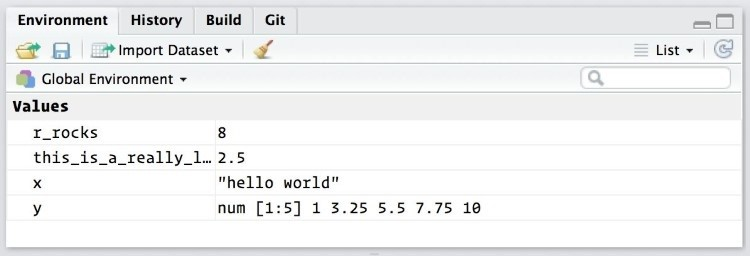 Environment History Build Git
Import Dataset List
Global Environment
Values
r_rocks 8
this_is_a_really_l… 2.5
x "hello world"
y num [1:5] 1 3.25 5.5 7.75 10